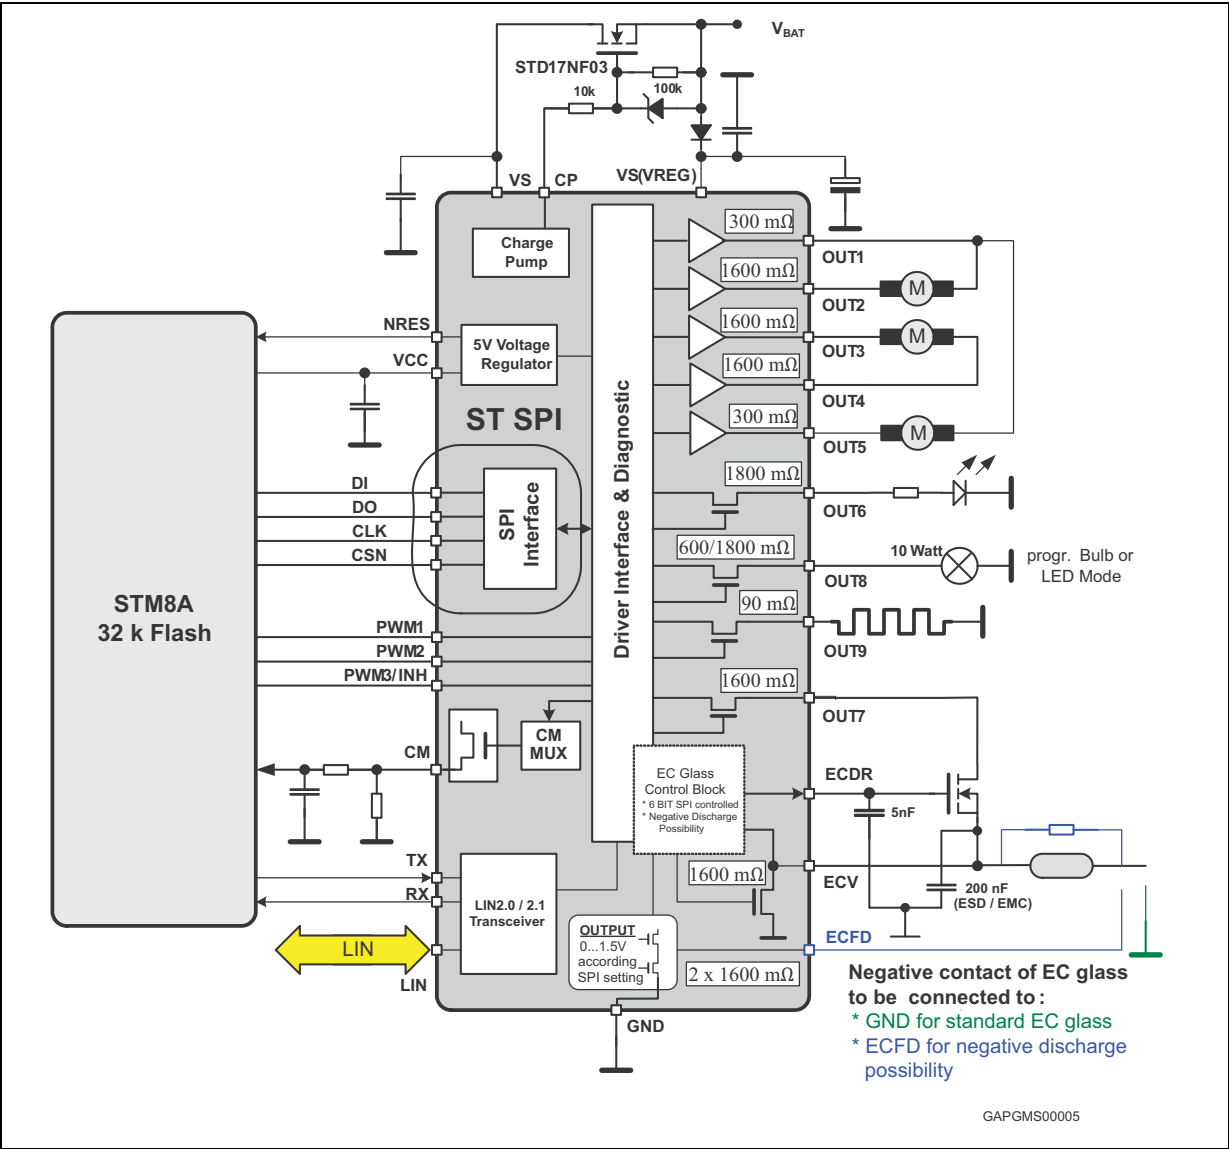 V_BAT
STD17NF03
10k
100k
VS
CP
VS(VREG)
Charge
Pump
300 mΩ
OUT1
1600 mΩ
OUT2
M
1600 mΩ
OUT3
M
1600 mΩ
OUT4
300 mΩ
OUT5
M
NRES
VCC
5V Voltage
Regulator
ST SPI
DI
DO
CLK
CSN
SPI
Interface
Driver Interface & Diagnostic
1800 mΩ
OUT6
600/1800 mΩ
OUT8
10 Watt
progr. Bulb or
LED Mode
90 mΩ
OUT9
STM8A
32 k Flash
PWM1
PWM2
PWM3/INH
1600 mΩ
OUT7
CM
CM
MUX
EC Glass
Control Block
* 6 BIT SPI controlled
* Negative Discharge
Possibility
ECDR
5nF
1600 mΩ
ECV
200 nF
(ESD / EMC)
TX
RX
LIN2.0 / 2.1
Transceiver
LIN
LIN
OUTPUT
0...1.5V
according
SPI setting
ECFD
2 x 1600 mΩ
GND
Negative contact of EC glass
to be connected to :
* GND for standard EC glass
* ECFD for negative discharge
possibility
GAPGMS00005